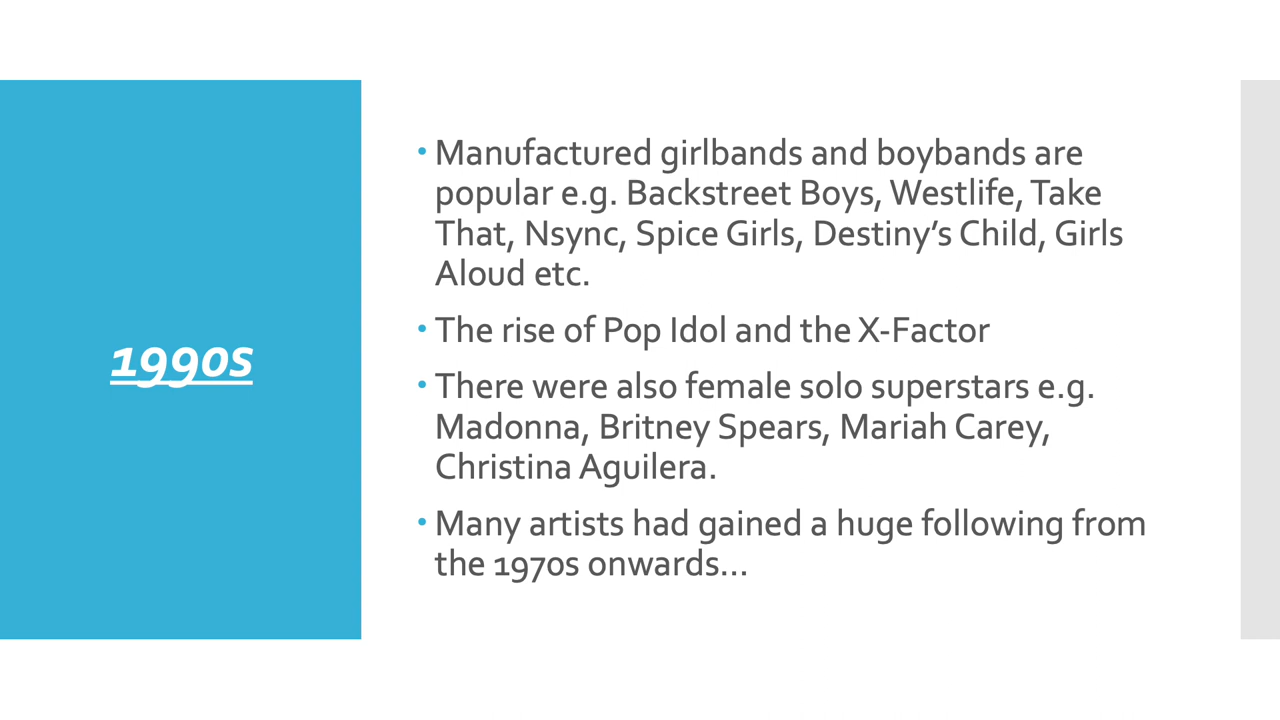 1990s
• Manufactured girlbands and boybands are
popular e.g. Backstreet Boys, Westlife, Take
That, Nsync, Spice Girls, Destiny’s Child, Girls
Aloud etc.
• The rise of Pop Idol and the X-Factor
• There were also female solo superstars e.g.
Madonna, Britney Spears, Mariah Carey,
Christina Aguilera.
• Many artists had gained a huge following from
the 1970s onwards…